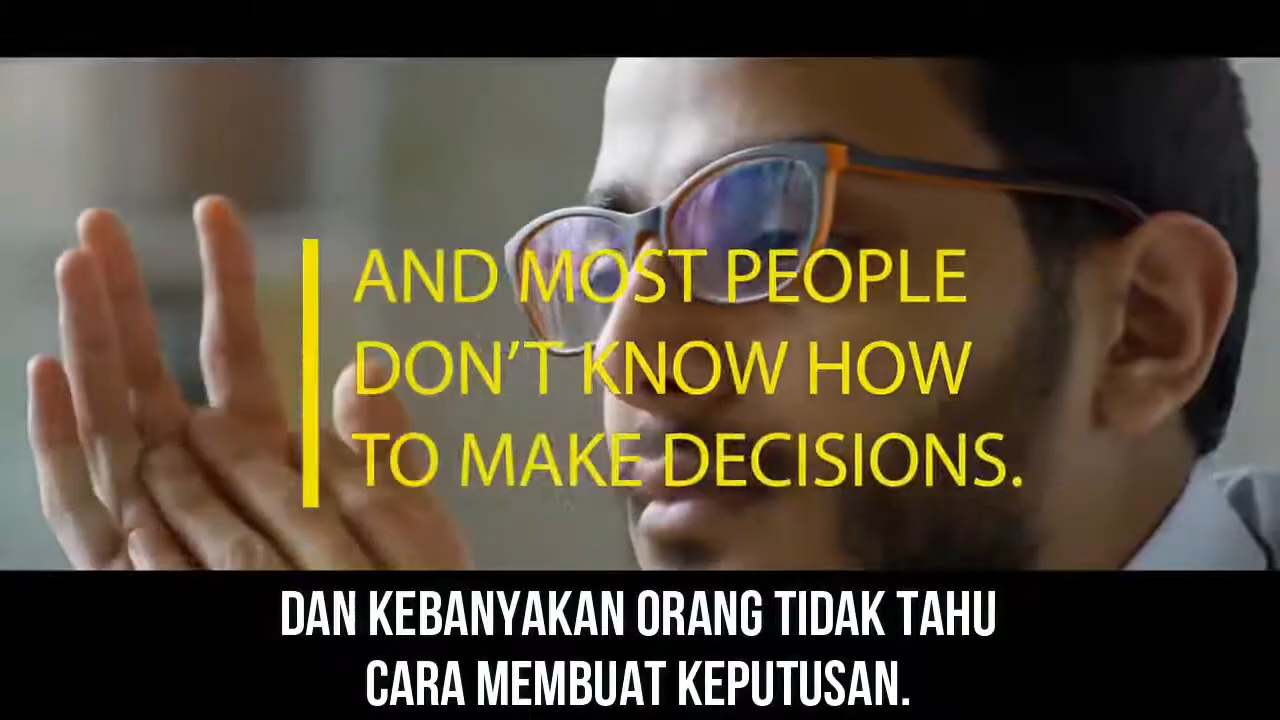 AND MOST PEOPLE
DON’T KNOW HOW
TO MAKE DECISIONS.
DAN KEBANYAKAN ORANG TIDAK TAHU
CARA MEMBUAT KEPUTUSAN.